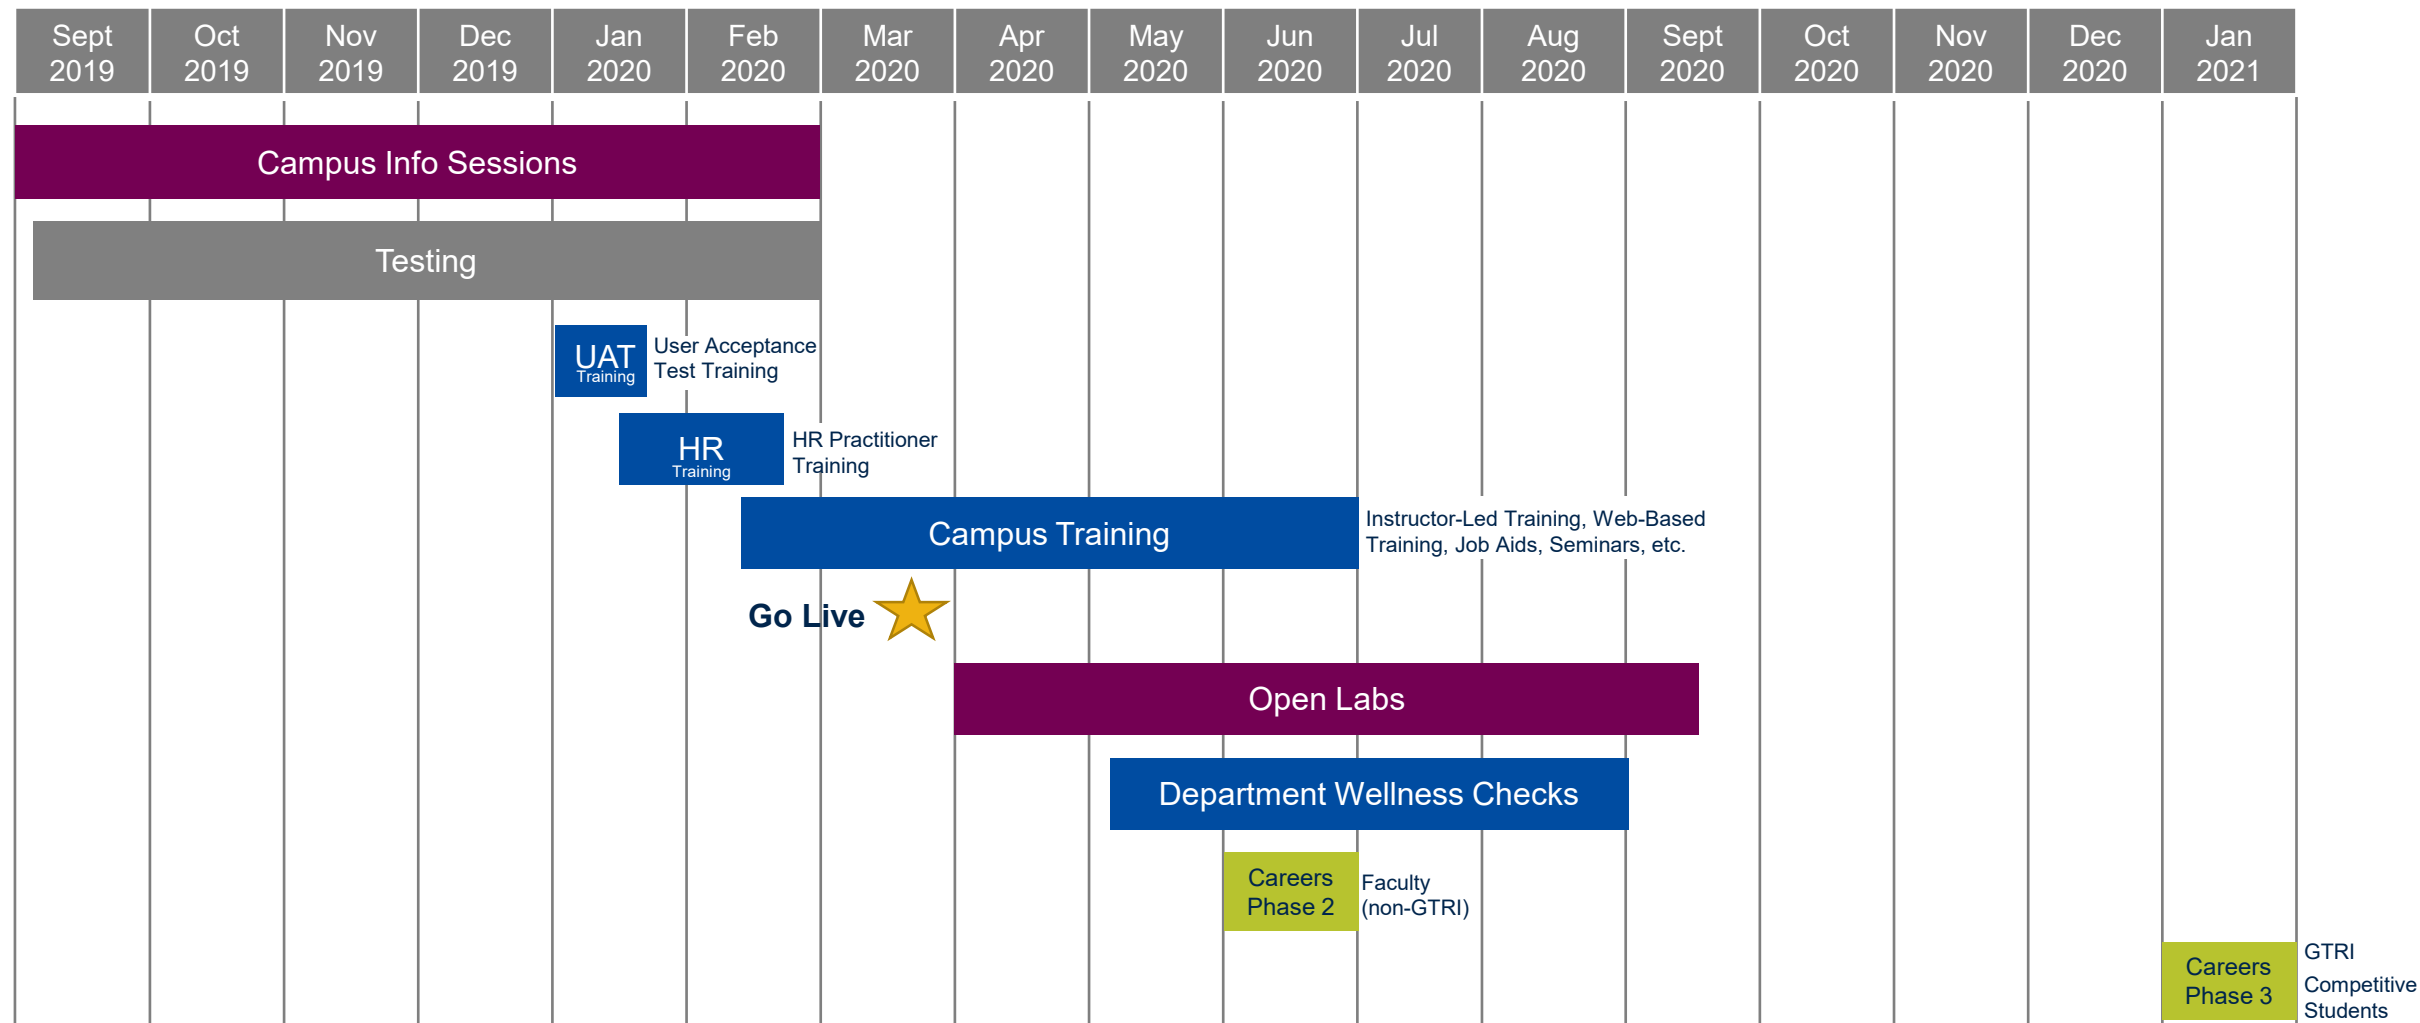 Sept Oct Nov Dec Jan Feb Mar Apr May Jun Jul Aug Sept Oct Nov Dec Jan
2019 2019 2019 2019 2020 2020 2020 2020 2020 2020 2020 2020 2020 2020 2020 2020 2021
Campus Info Sessions
Testing
UAT
Training
User Acceptance
Test Training
HR
Training
HR Practitioner
Training
Campus Training
Instructor-Led Training, Web-Based
Training, Job Aids, Seminars, etc.
Go Live
Open Labs
Department Wellness Checks
Careers
Phase 2
Faculty
(non-GTRI)
Careers
Phase 3
GTRI
Competitive
Students